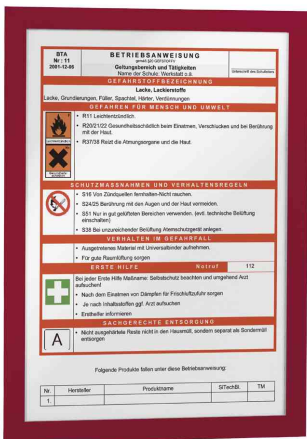 BTA
Nr : 11
2001-12-06
BETRIEBSANWEISUNG
gemäß §20 GEFSTOFFV
Geltungsbereich und Tätigkeiten
Name der Schule, Werkstatt o.ä.
Unterschrift des Schulleiters
GEFAHRSTOFFBEZEICHNUNG
Lacke, Lackierstoffe
Lacke, Grundierungen, Füller, Spachtel, Härter, Verdünnungen
GEFAHREN FÜR MENSCH UND UMWELT
• R11 Leichtentzündlich.
• R20/21/22 Gesundheitsschädlich beim Einatmen, Verschlucken und bei Berührung
mit der Haut.
• R37/38 Reizt die Atmungsorgane und die Haut.
SCHUTZMASSNAHMEN UND VERHALTENSREGELN
• S16 Von Zündquellen fernhalten-Nicht rauchen.
• S24/25 Berührung mit den Augen und der Haut vermeiden.
• S51 Nur in gut gelüfteten Bereichen verwenden. (evtl. technische Belüftung
einschalten)
• S38 Bei unzureichender Belüftung Atemschutzgerät anlegen.
VERHALTEN IM GEFAHRFALL
• Ausgetretenes Material mit Universalbinder aufnehmen.
• Für gute Raumlüftung sorgen
ERSTE HILFE Notruf 112
Bei jeder Erste Hilfe Maßname: Selbstschutz beachten und umgehend Arzt
aufsuchen!
• Nach dem Einatmen von Dämpfen für Frischluftzufuhr sorgen
• Je nach Inhaltsstoffen ggf. Arzt aufsuchen
• Ersthelfer informieren
SACHGERECHTE ENTSORGUNG
A
• Nicht ausgehärtete Reste nicht in den Hausmüll, sondern separat als Sondermüll
entsorgen
Folgende Produkte fallen unter diese Betriebsanweisung:
Nr. Hersteller Produktname SiTechBl. TM
1.